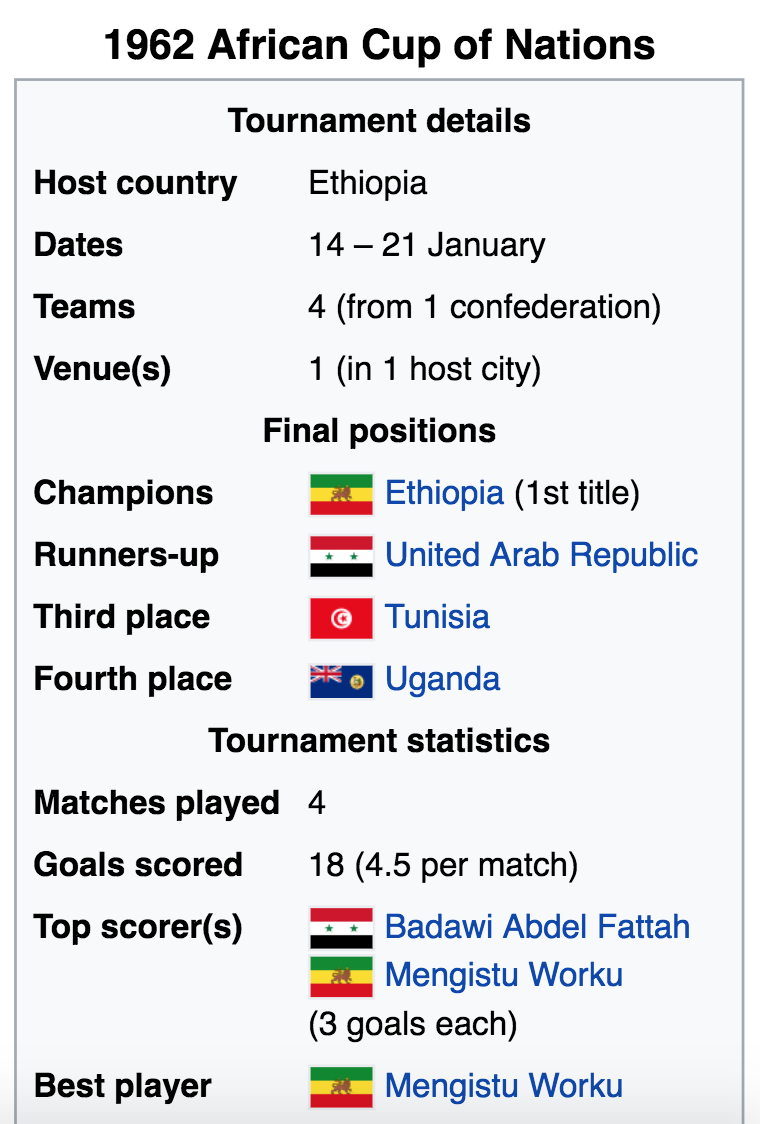 1962 African Cup of Nations
Tournament details
Host country Ethiopia
Dates 14 – 21 January
Teams 4 (from 1 confederation)
Venue(s) 1 (in 1 host city)
Final positions
Champions Ethiopia (1st title)
Runners-up United Arab Republic
Third place Tunisia
Fourth place Uganda
Tournament statistics
Matches played 4
Goals scored 18 (4.5 per match)
Top scorer(s) Badawi Abdel Fattah
Mengistu Worku
(3 goals each)
Best player Mengistu Worku